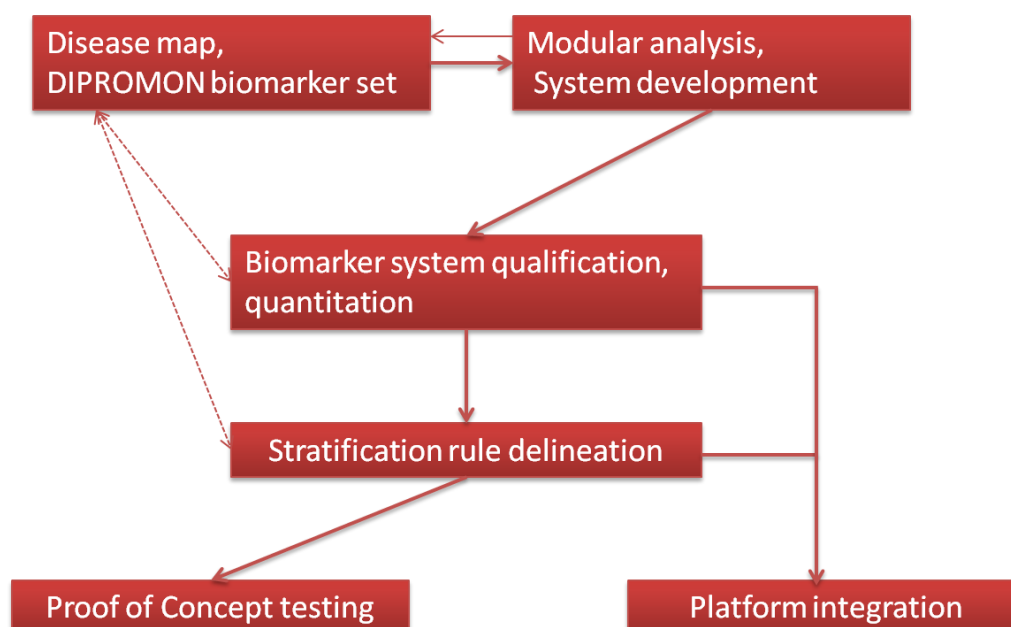 Disease map,
DIPROMON biomarker set
Modular analysis,
System development
Biomarker system qualification,
quantitation
Stratification rule delineation
Proof of Concept testing
Platform integration